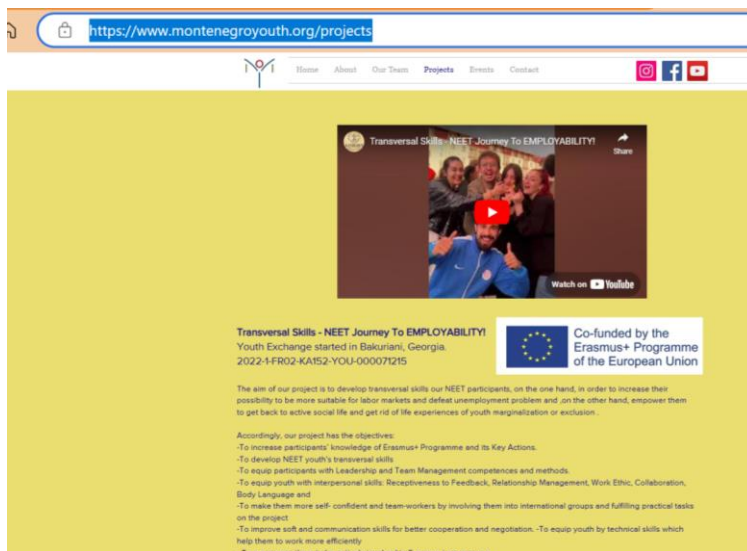 https://www.montenegroyouth.org/projects
Home About Our Team Projects Events Contact
Transversal Skills - NEET Journey To EMPLOYABILITY!
Share
Watch on YouTube
Transversal Skills - NEET Journey To EMPLOYABILITY!
Youth Exchange started in Bakuriani, Georgia.
2022-1-FR02-KA152-YOU-000071215
Co-funded by the
Erasmus+ Programme
of the European Union
The aim of our project is to develop transversal skills our NEET participants, on the one hand, in order to increase their
possibility to be more suitable for labor markets and defeat unemployment problem and ,on the other hand, empower them
to get back to active social life and get rid of life experiences of youth marginalization or exclusion .
Accordingly, our project has the objectives:
-To increase participants' knowledge of Erasmus+ Programme and its Key Actions.
-To develop NEET youth's transversal skills
-To equip participants with Leadership and Team Management competences and methods.
-To equip youth with interpersonal skills: Receptiveness to Feedback, Relationship Management, Work Ethic, Collaboration,
Body Language and
-To make them more self- confident and team-workers by involving them into international groups and fulfilling practical tasks
on the project
-To improve soft and communication skills for better cooperation and negotiation. -To equip youth by technical skills which
help them to work more efficiently